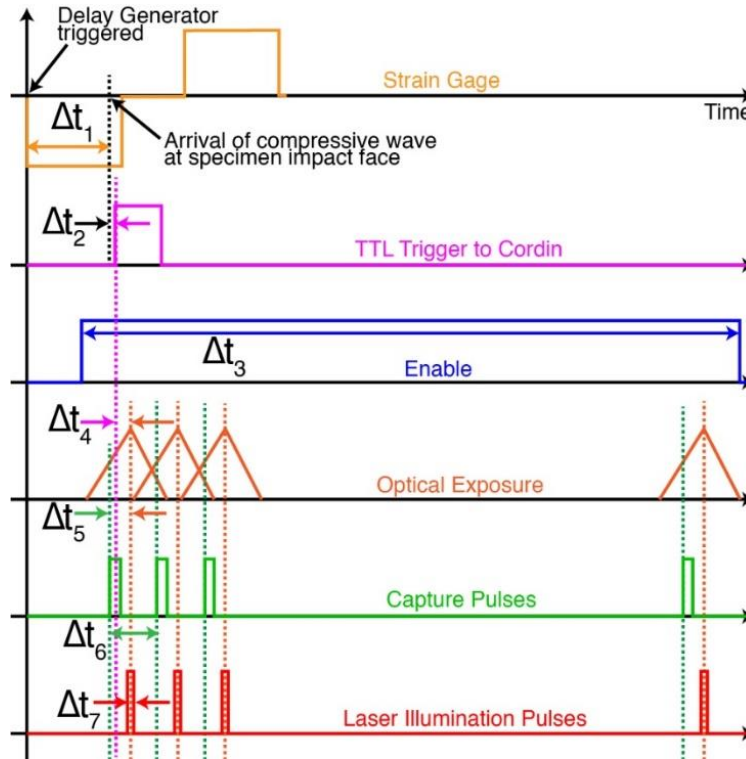 Delay Generator
triggered
Strain Gage
Time
Δt1
Arrival of compressive wave
at specimen impact face
Δt2
TTL Trigger to Cordin
Δt3
Enable
Δt4
Optical Exposure
Δt5
Capture Pulses
Δt6
Δt7
Laser Illumination Pulses